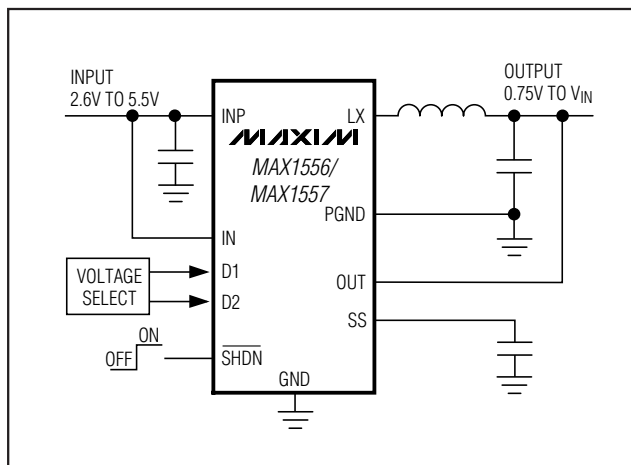 INPUT
2.6V TO 5.5V
OUTPUT
0.75V TO VIN
INP
LX
MAXIM
MAX1556/
MAX1557
PGND
IN
VOLTAGE
SELECT
D1
D2
OUT
SS
ON
OFF
SHDN
GND